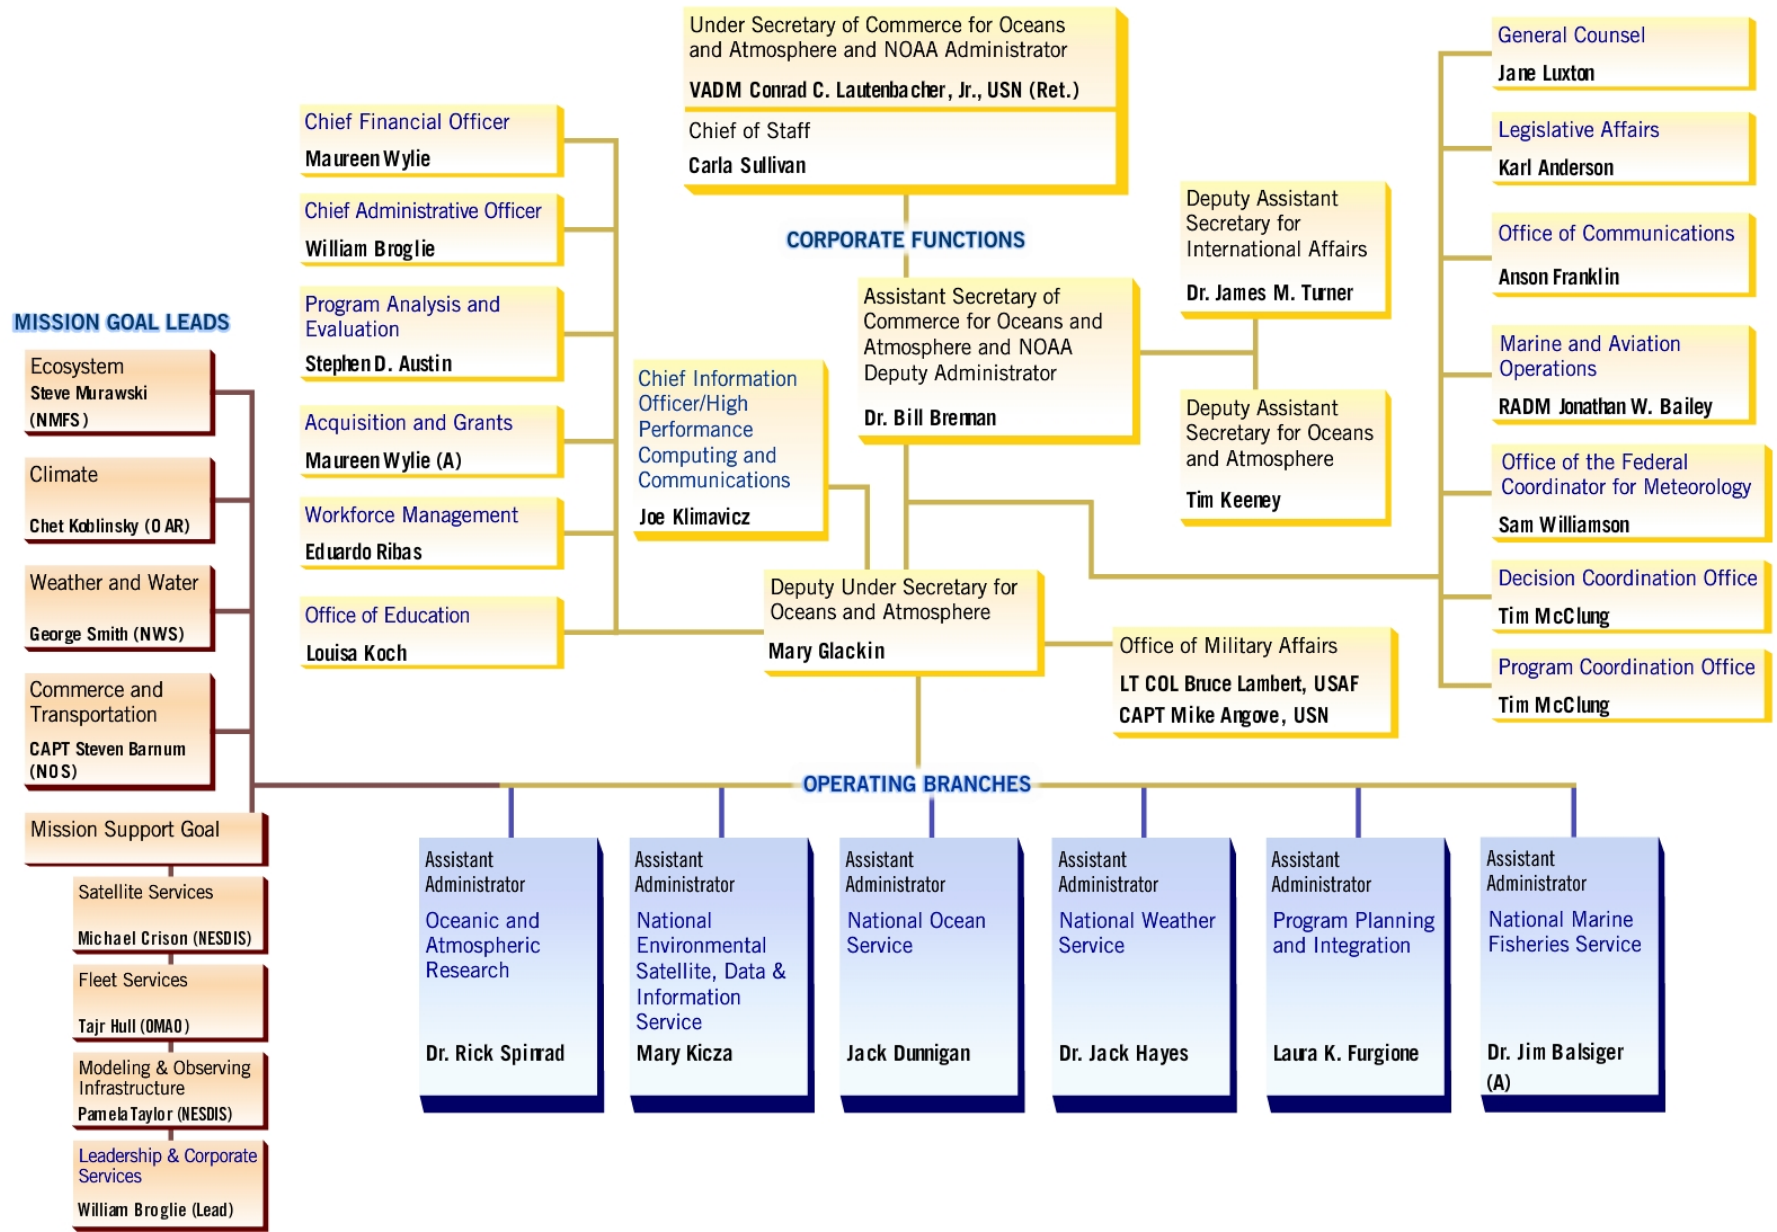 Under Secretary of Commerce for Oceans
and Atmosphere and NOAA Administrator
VADM Conrad C. Lautenbacher, Jr., USN (Ret.)
Chief of Staff
Carla Sullivan
CORPORATE FUNCTIONS
Chief Financial Officer
Maureen Wylie
Chief Administrative Officer
William Broglie
Program Analysis and
Evaluation
Stephen D. Austin
Acquisition and Grants
Maureen Wylie (A)
Workforce Management
Eduardo Ribas
Office of Education
Louisa Koch
Chief Information
Officer/High
Performance
Computing and
Communications
Joe Klimavicz
Assistant Secretary of
Commerce for Oceans and
Atmosphere and NOAA
Deputy Administrator
Dr. Bill Brennan
Deputy Assistant
Secretary for
International Affairs
Dr. James M. Turner
Deputy Assistant
Secretary for Oceans
and Atmosphere
Tim Keeney
Deputy Under Secretary for
Oceans and Atmosphere
Mary Glackin
Office of Military Affairs
LT COL Bruce Lambert, USAF
CAPT Mike Angove, USN
General Counsel
Jane Luxton
Legislative Affairs
Karl Anderson
Office of Communications
Anson Franklin
Marine and Aviation
Operations
RADM Jonathan W. Bailey
Office of the Federal
Coordinator for Meteorology
Sam Williamson
Decision Coordination Office
Tim McClung
Program Coordination Office
Tim McClung
MISSION GOAL LEADS
Ecosystem
Steve Murawski
(NMFS)
Climate
Chet Koblinsky (OAR)
Weather and Water
George Smith (NWS)
Commerce and
Transportation
CAPT Steven Barnum
(NOS)
Mission Support Goal
Satellite Services
Michael Crison (NESDIS)
Fleet Services
Tajr Hull (OMAO)
Modeling & Observing
Infrastructure
Pamela Taylor (NESDIS)
Leadership & Corporate
Services
William Broglie (Lead)
OPERATING BRANCHES
Assistant
Administrator
Oceanic and
Atmospheric
Research
Dr. Rick Spinrad
Assistant
Administrator
National
Environmental
Satellite, Data &
Information
Service
Mary Kicza
Assistant
Administrator
National Ocean
Service
Jack Dunnigan
Assistant
Administrator
National Weather
Service
Dr. Jack Hayes
Assistant
Administrator
Program Planning
and Integration
Laura K. Furgione
Assistant
Administrator
National Marine
Fisheries Service
Dr. Jim Balsiger
(A)